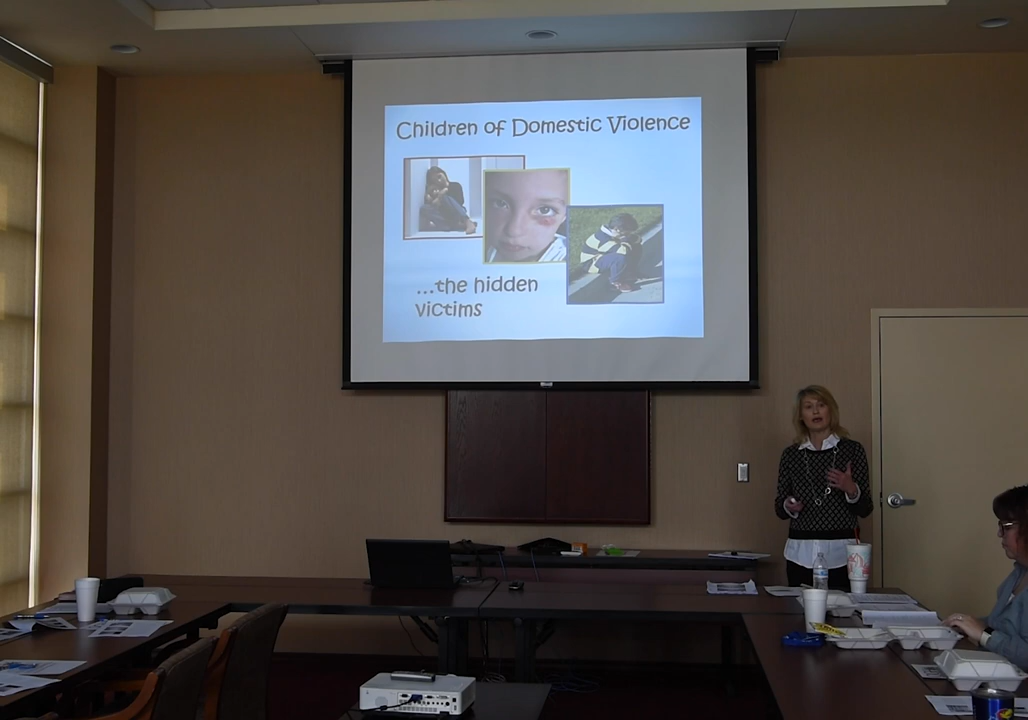 Children of Domestic Violence
...the hidden
victims